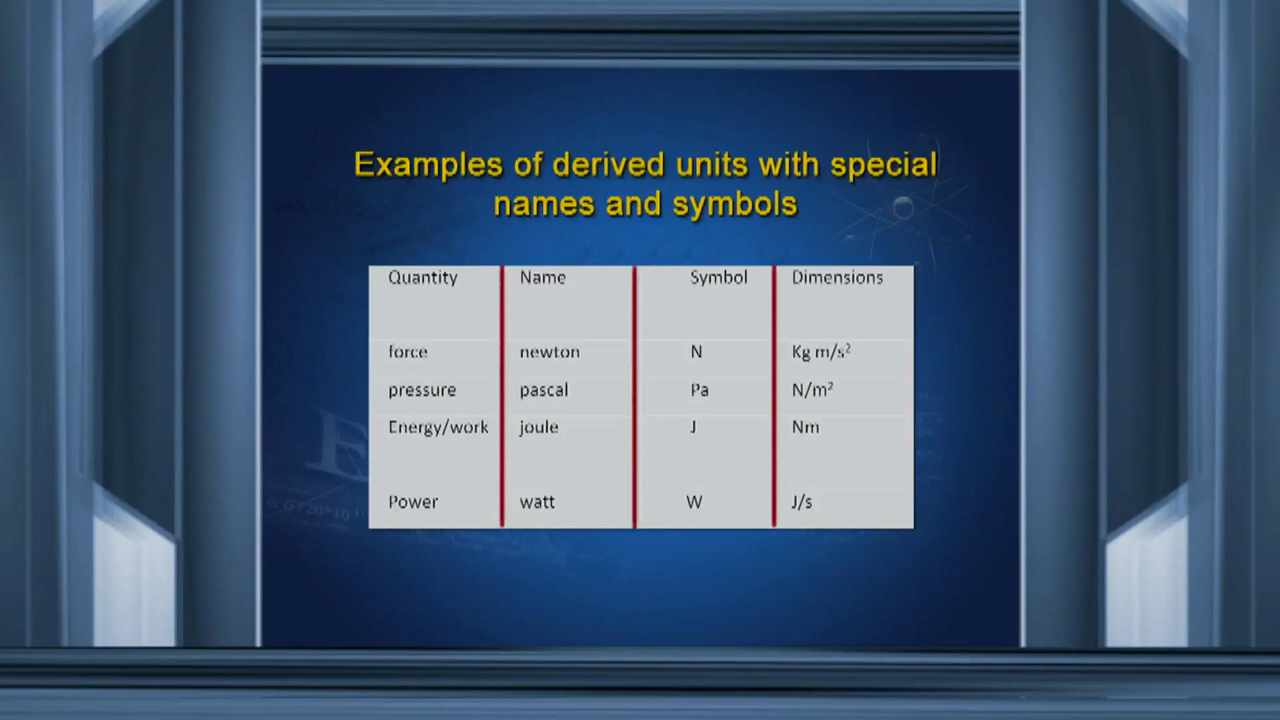 Examples of derived units with special
names and symbols
Quantity Name Symbol Dimensions
force newton N Kg m/s²
pressure pascal Pa N/m²
Energy/work joule J Nm
Power watt W J/s